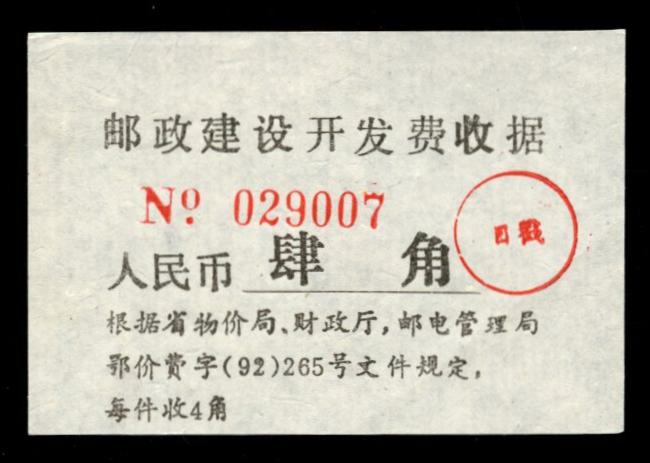 邮政建设开发费收据
Nº 029007
日戳
人民币 肆 角
根据省物价局、财政厅,邮电管理局
鄂价费字(92)265号文件规定,
每件收4角